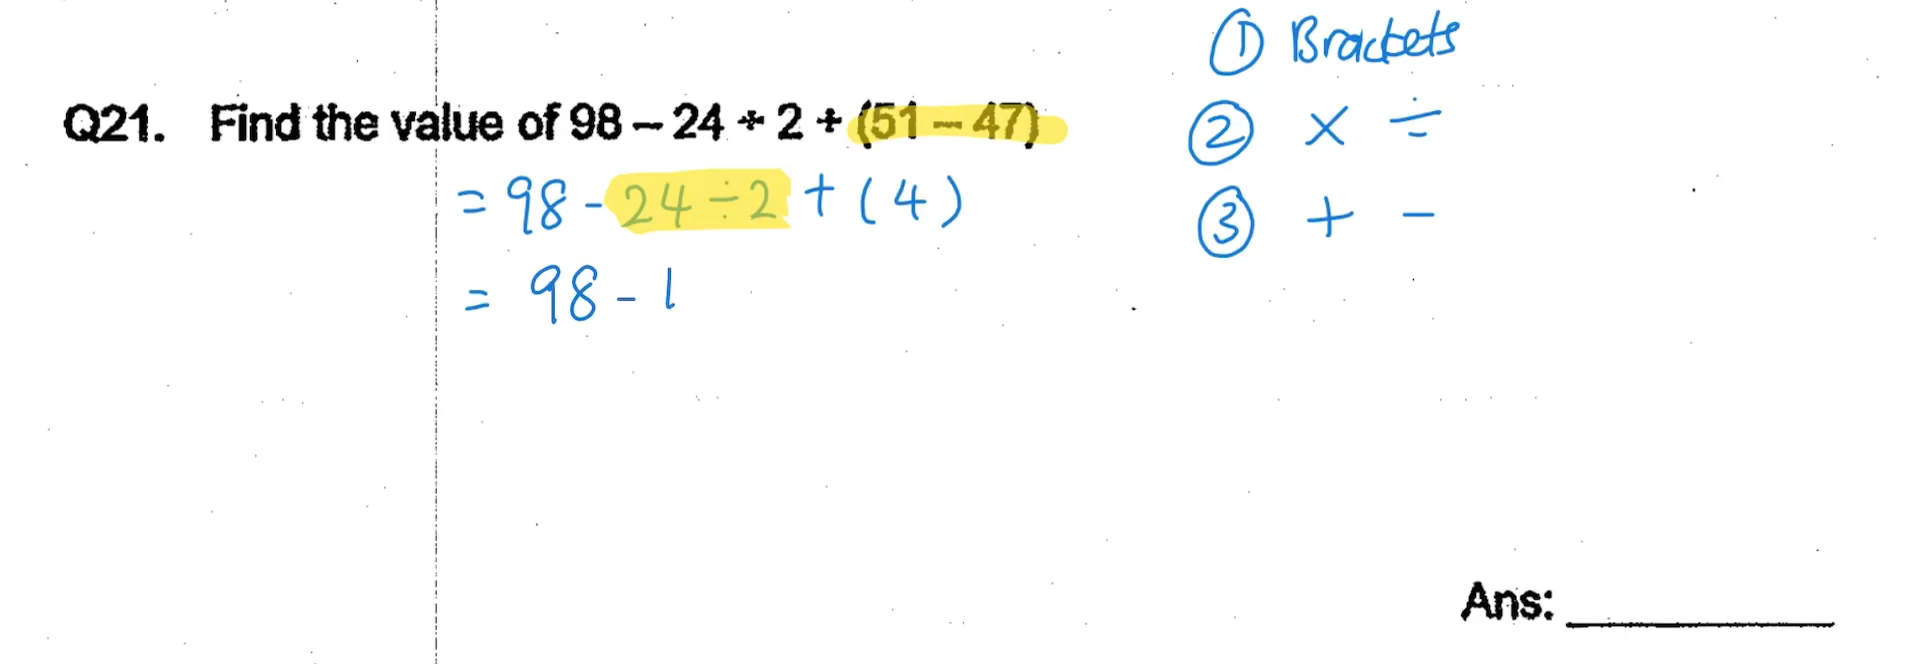 Q21. Find the value of 98 – 24 ÷ 2 + (51 – 47)
= 98 - 24 ÷ 2 + (4)
= 98 - 1
① Brackets
② × ÷
③ + -
Ans: